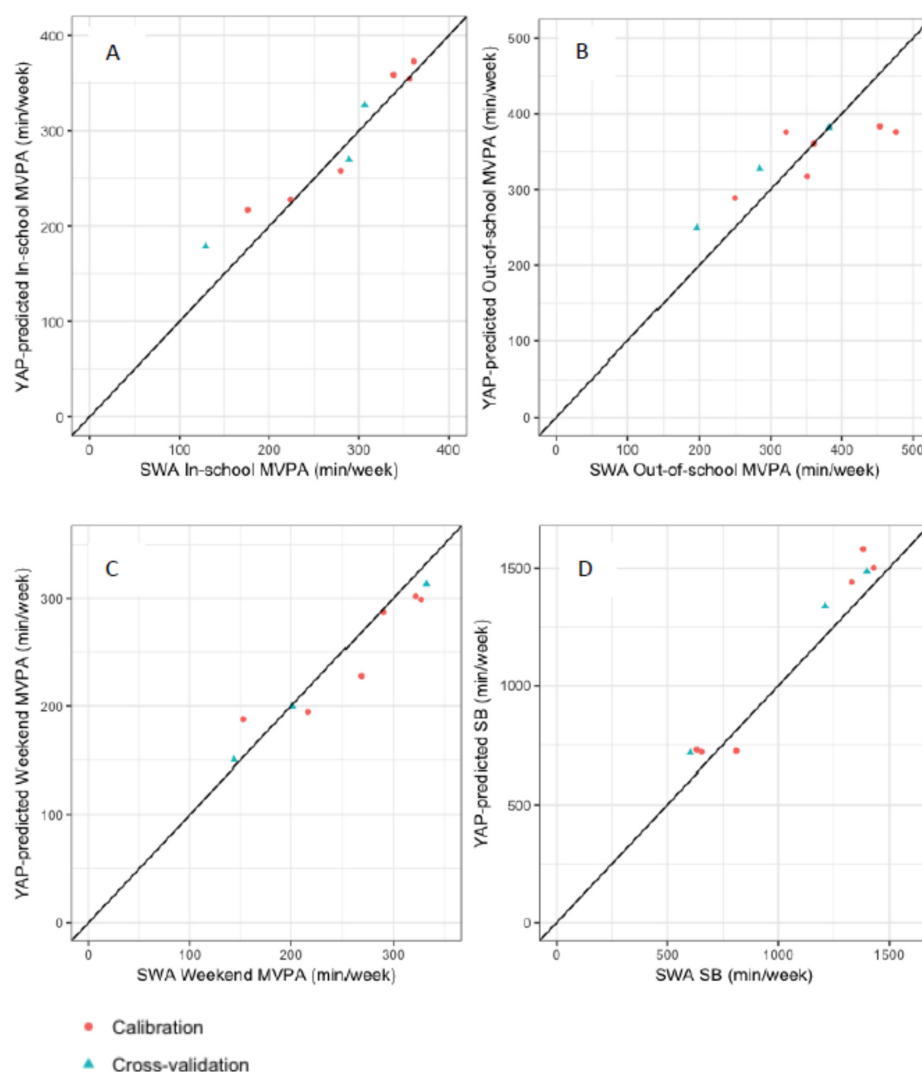 A
YAP-predicted In-school MVPA (min/week)
400
300
200
100
0
0 100 200 300 400
SWA In-school MVPA (min/week)
B
YAP-predicted Out-of-school MVPA (min/week)
500
400
300
200
100
0
0 100 200 300 400 500
SWA Out-of-school MVPA (min/week)
C
YAP-predicted Weekend MVPA (min/week)
300
200
100
0
0 100 200 300
SWA Weekend MVPA (min/week)
D
YAP-predicted SB (min/week)
1500
1000
500
0
0 500 1000 1500
SWA SB (min/week)
Calibration
Cross-validation